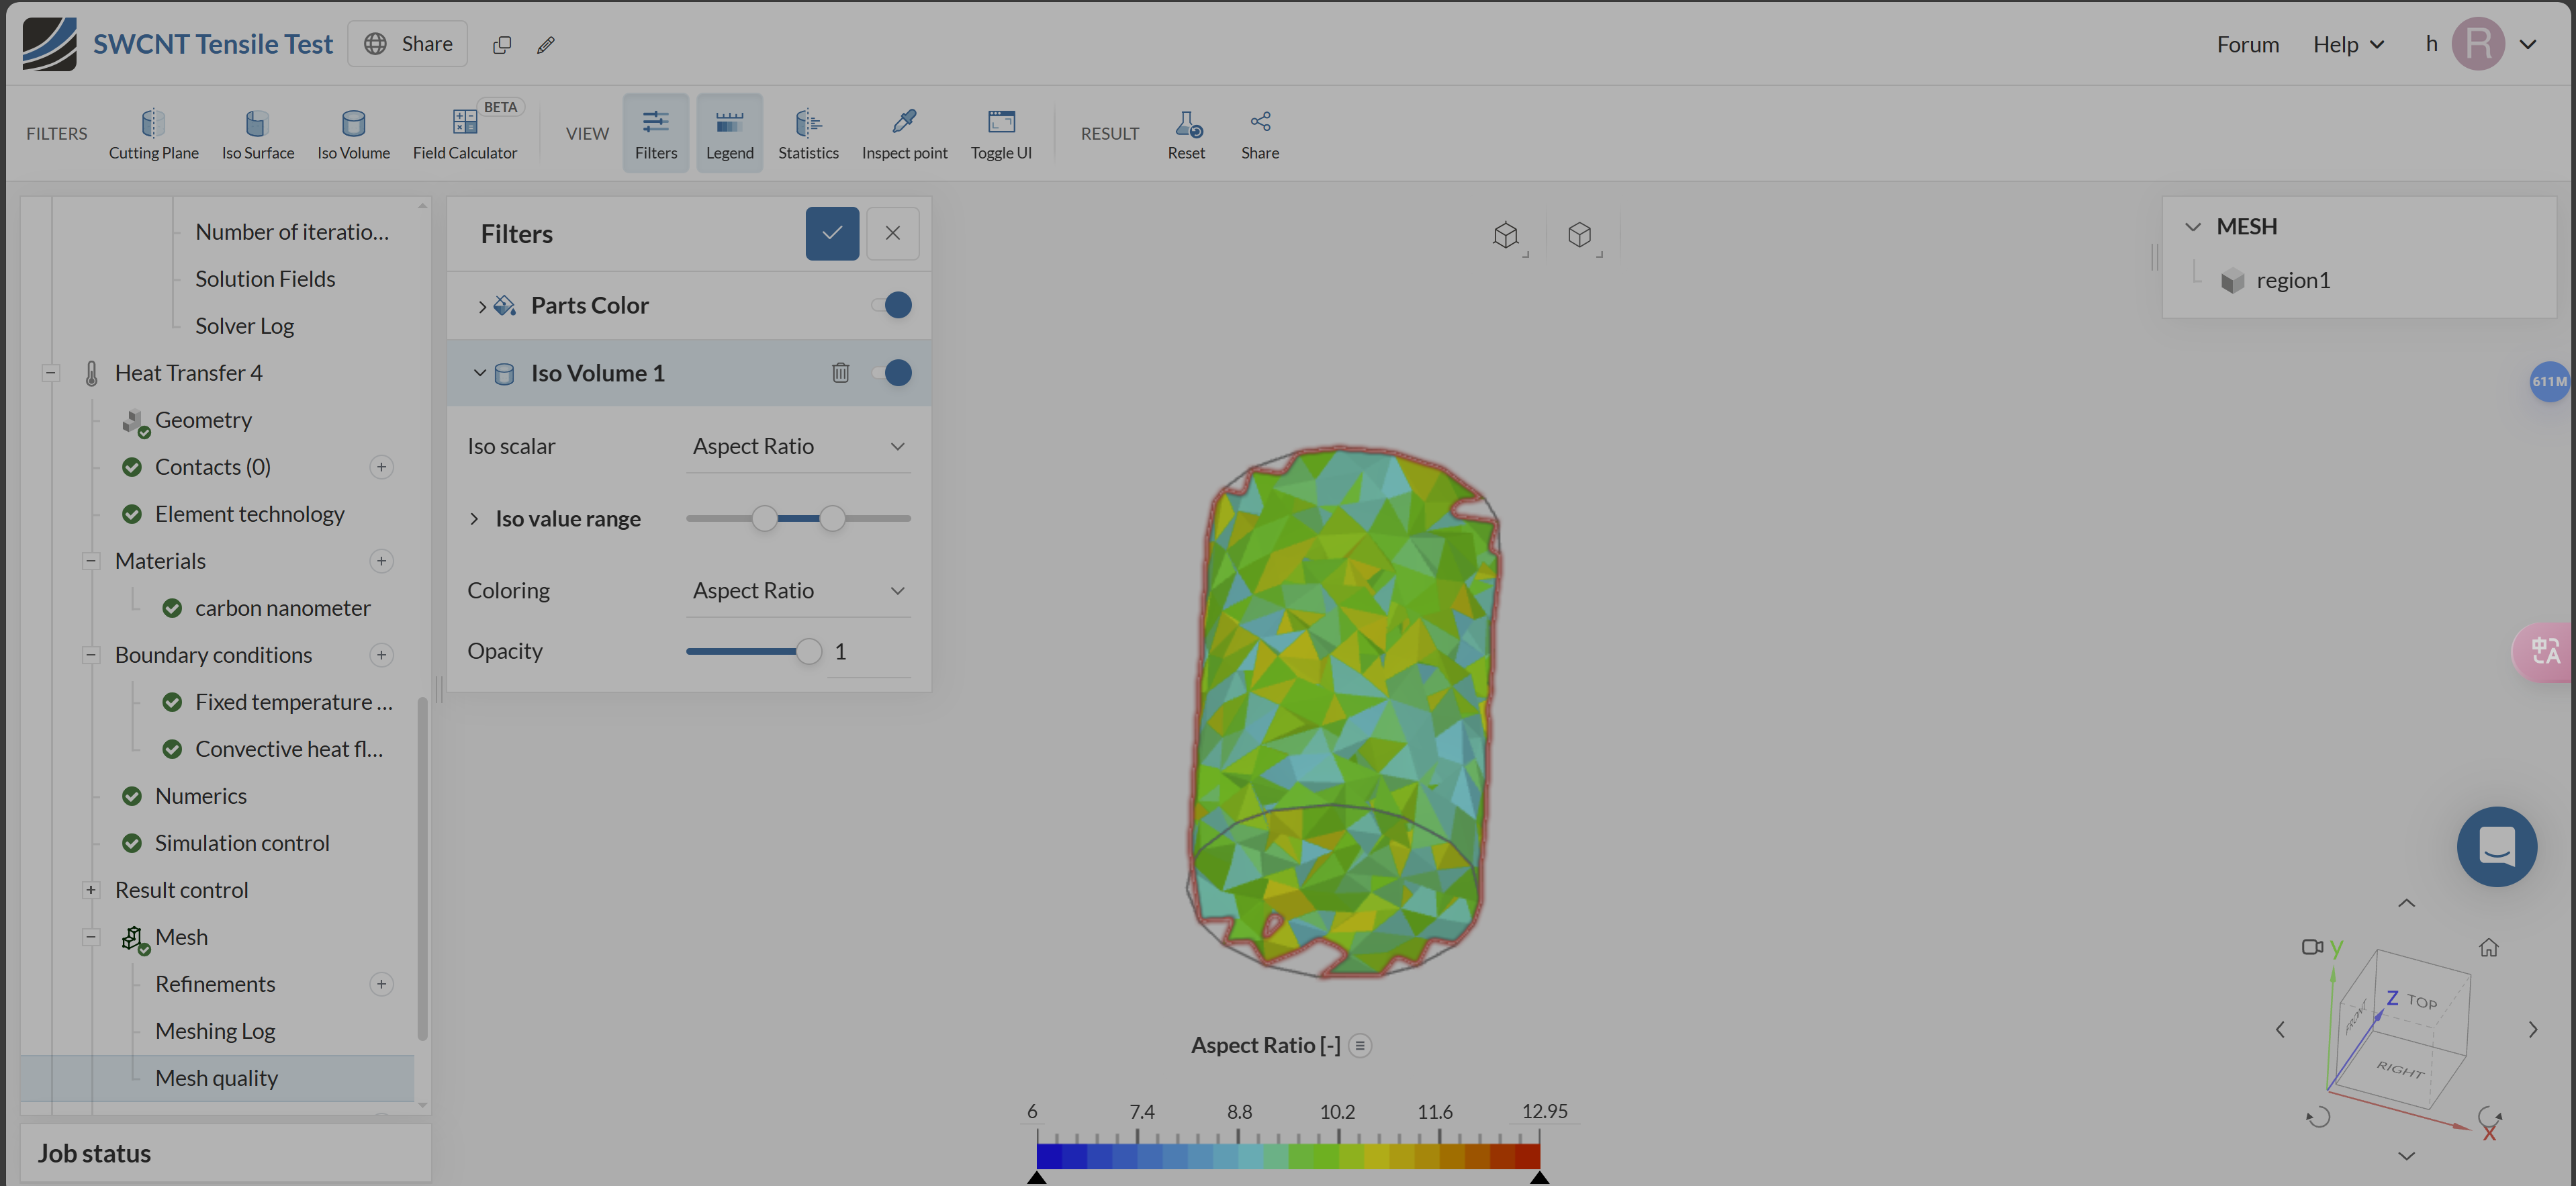 SWCNT Tensile Test
Share
Forum
Help
h
R
FILTERS
Cutting Plane
Iso Surface
Iso Volume
BETA
Field Calculator
VIEW
Filters
Legend
Statistics
Inspect point
Toggle UI
RESULT
Reset
Share
Number of iteratio...
Solution Fields
Solver Log
Heat Transfer 4
Geometry
Contacts (0)
Element technology
Materials
carbon nanometer
Boundary conditions
Fixed temperature ...
Convective heat fl...
Numerics
Simulation control
Result control
Mesh
Refinements
Meshing Log
Mesh quality
Job status
Filters
Parts Color
Iso Volume 1
Iso scalar
Aspect Ratio
Iso value range
Coloring
Aspect Ratio
Opacity
1
MESH
region1
611M
中A
Aspect Ratio [-]
6 7.4 8.8 10.2 11.6 12.95
y
Z
TOP
RIGHT
X